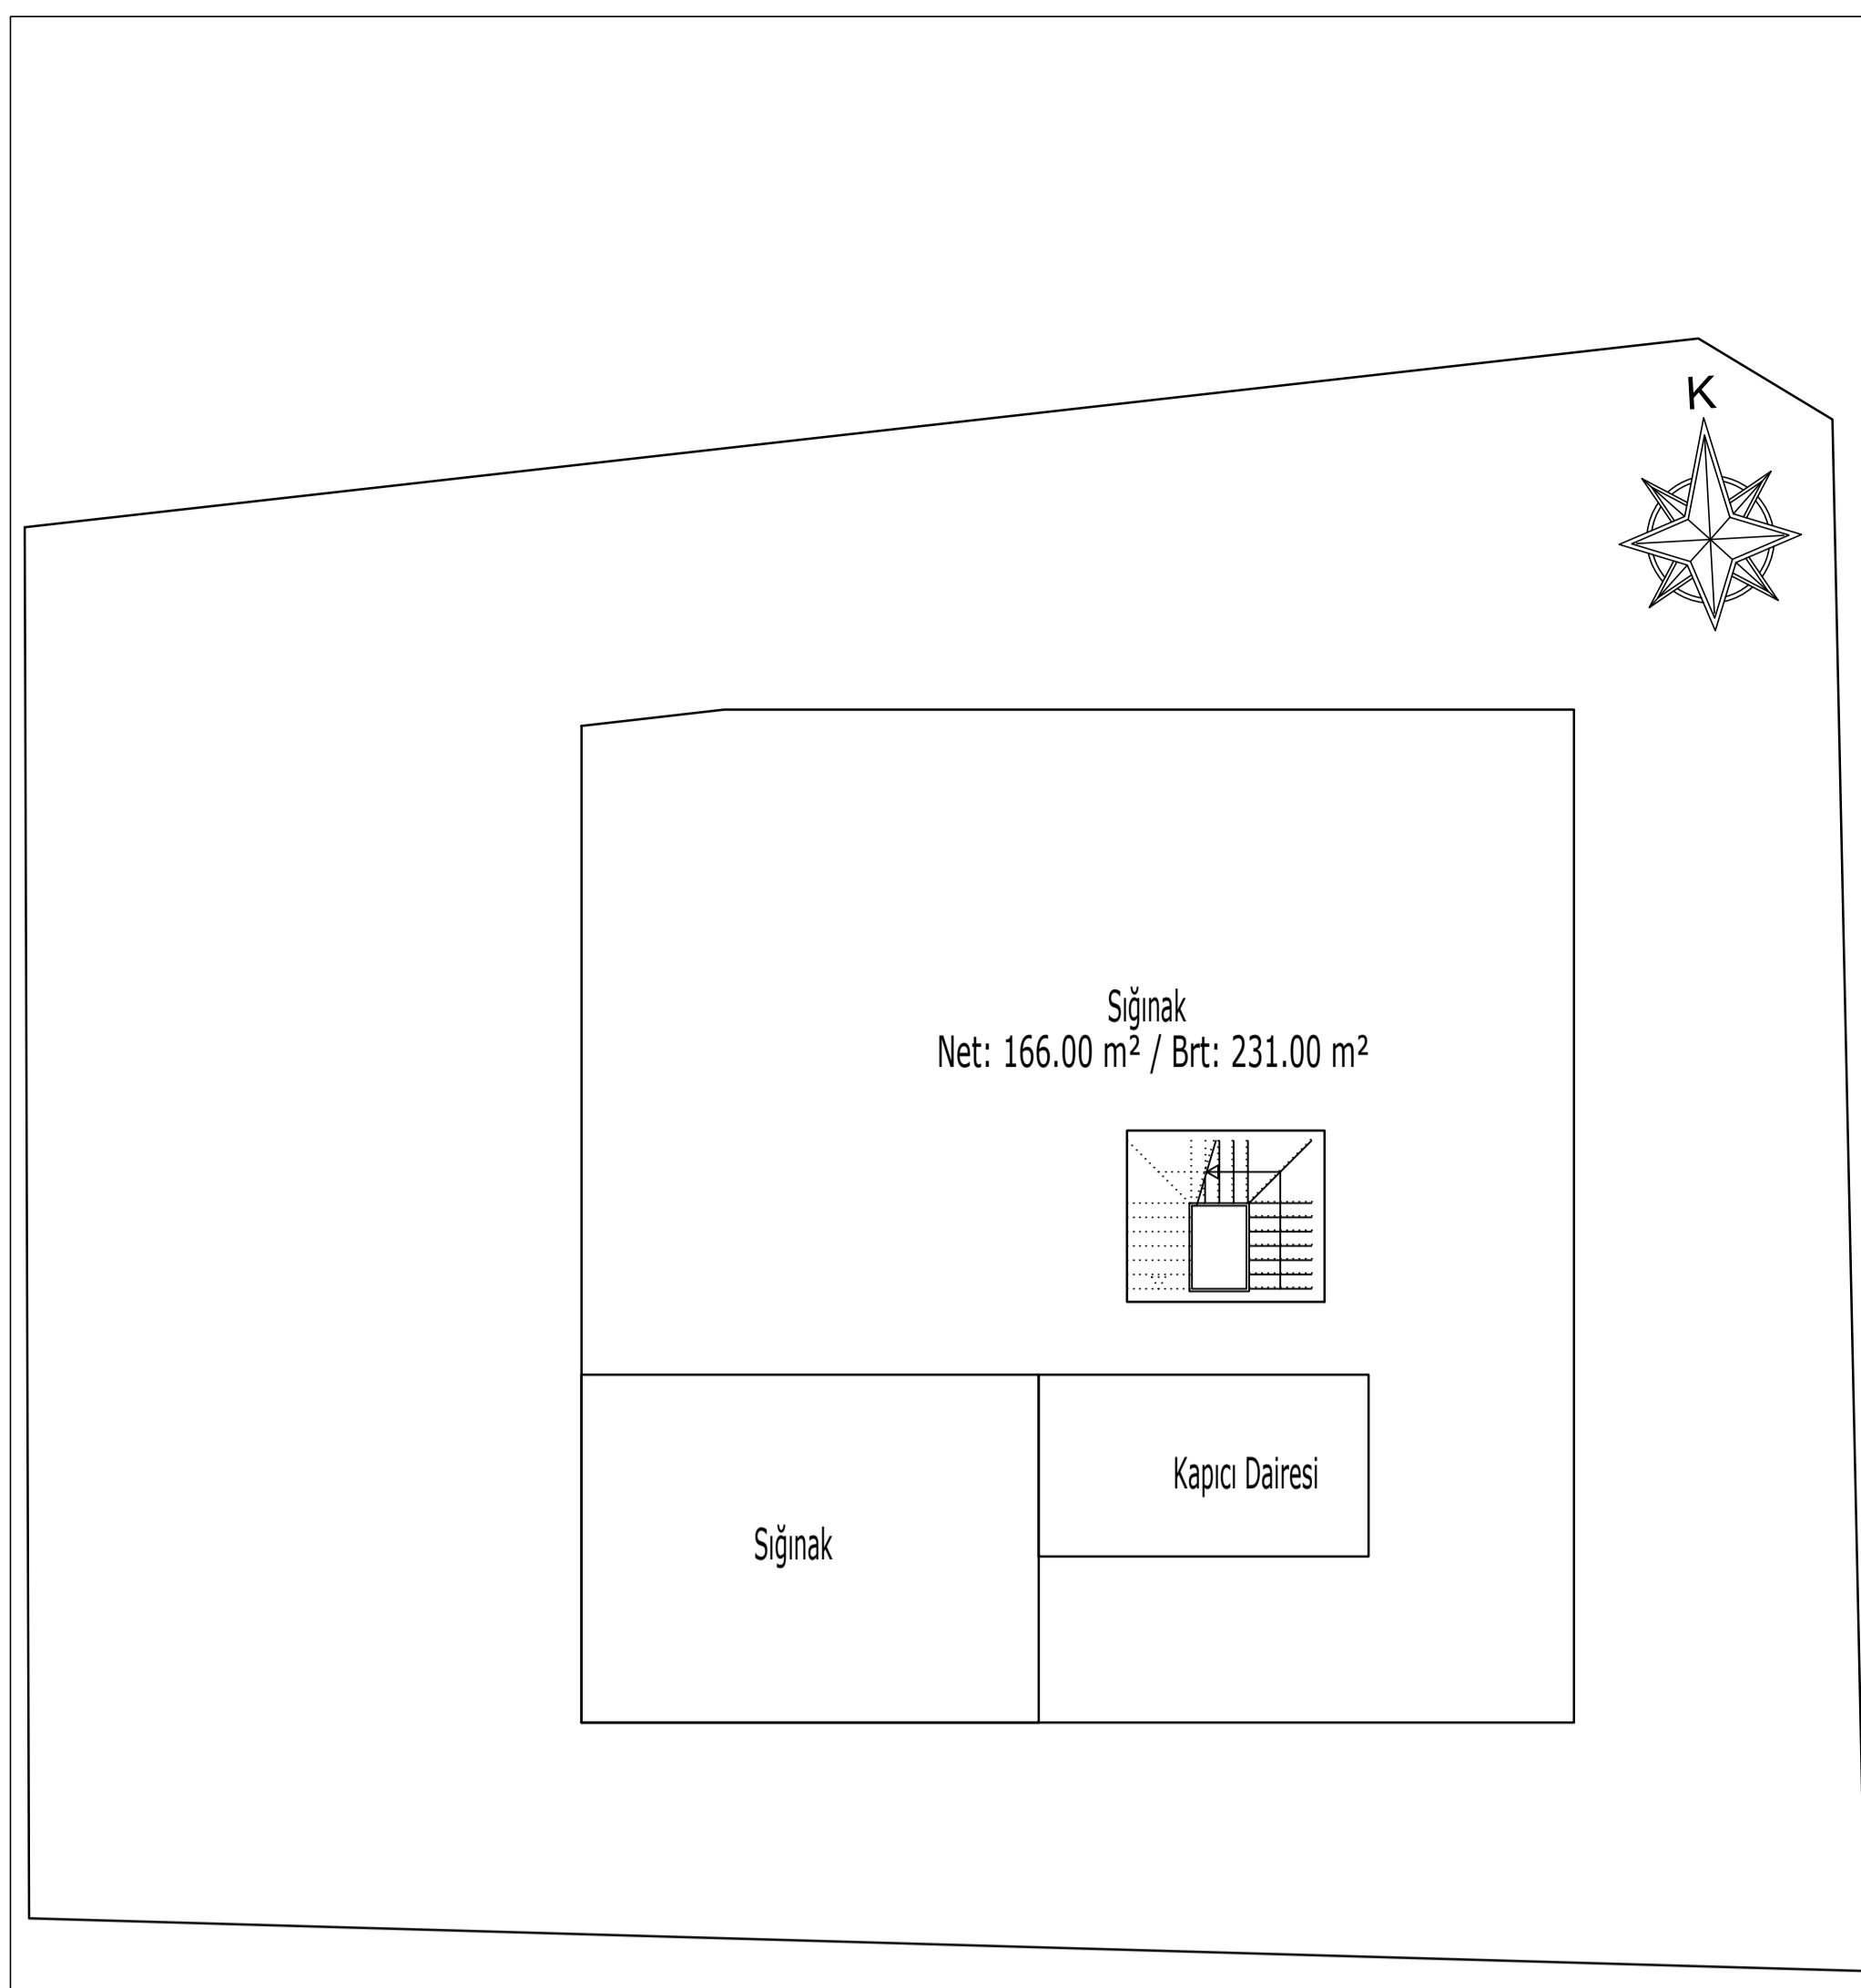 K
Sığınak
Net: 166.00 m² / Brt: 231.00 m²
Kapıcı Dairesi
Sığınak